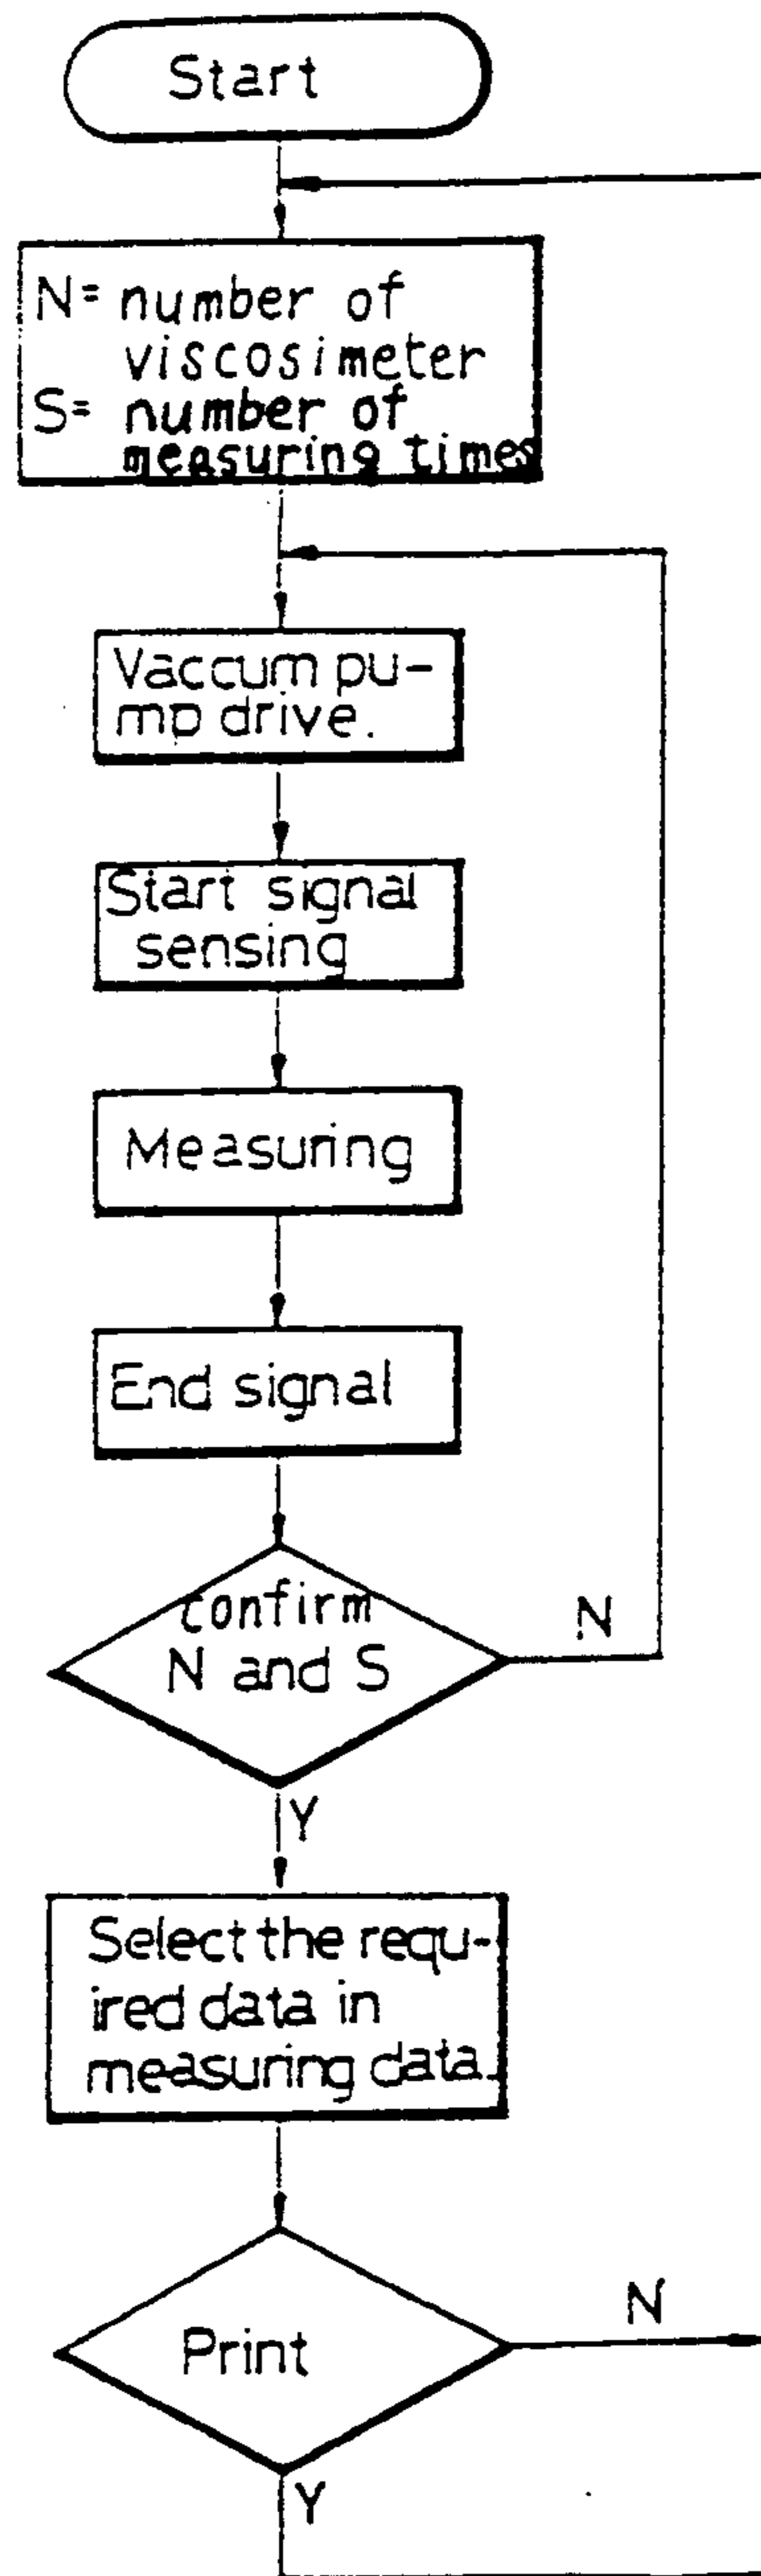 Start
N= number of
viscosimeter
S= number of
measuring times
Vaccum pu-
mp drive.
Start signal
sensing
Measuring
End signal
confirm
N and S
N
Y
Select the requ-
ired data in
measuring data.
Print
N
Y